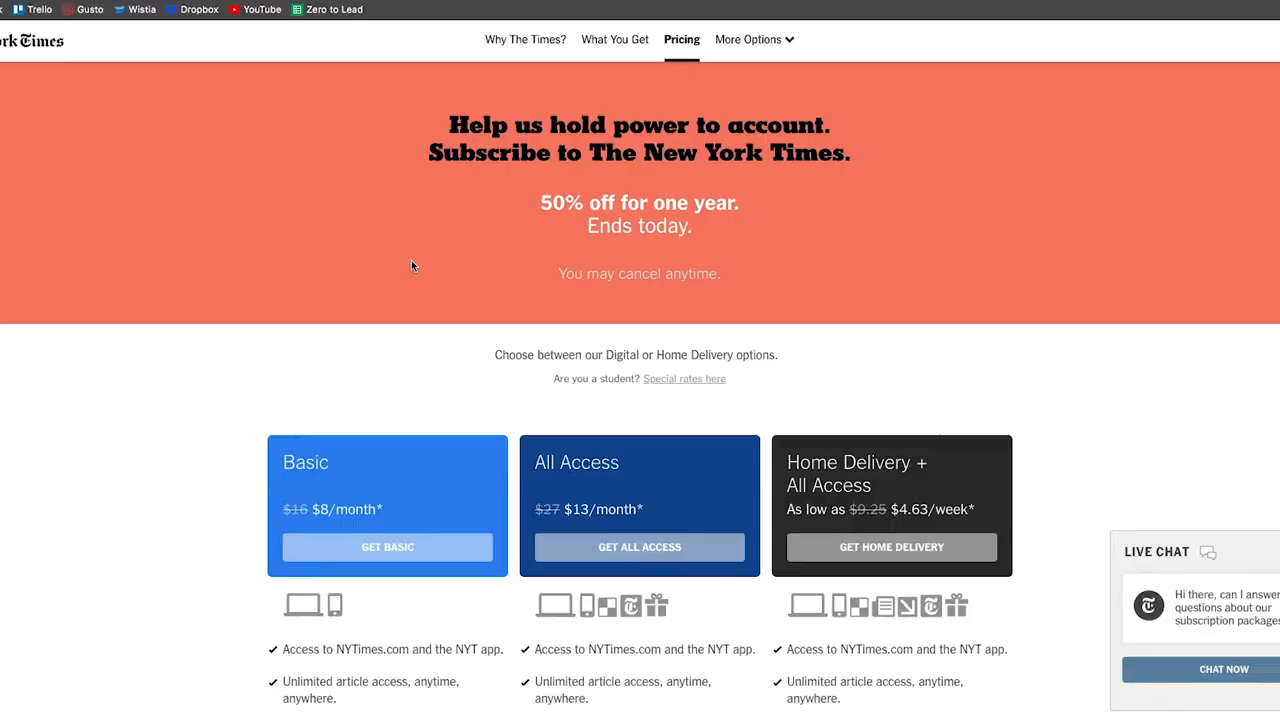 Trello Gusto Wistia Dropbox YouTube Zero to Lead
rk Times
Why The Times? What You Get Pricing More Options
Help us hold power to account.
Subscribe to The New York Times.
50% off for one year.
Ends today.
You may cancel anytime.
Choose between our Digital or Home Delivery options.
Are you a student? Special rates here
Basic
$16 $8/month*
GET BASIC
All Access
$27 $13/month*
GET ALL ACCESS
Home Delivery +
All Access
As low as $9.25 $4.63/week*
GET HOME DELIVERY
Access to NYTimes.com and the NYT app.
Unlimited article access, anytime,
anywhere.
Access to NYTimes.com and the NYT app.
Unlimited article access, anytime,
anywhere.
Access to NYTimes.com and the NYT app.
Unlimited article access, anytime,
anywhere.
LIVE CHAT
Hi there, can I answer
questions about our
subscription packages
CHAT NOW